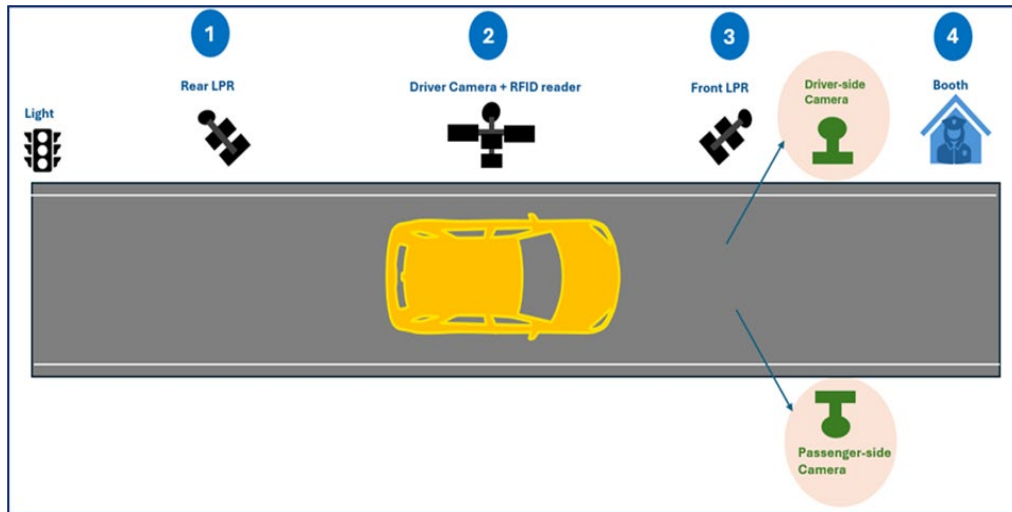 1
2
3
4
Rear LPR
Driver Camera + RFID reader
Front LPR
Driver-side
Camera
Booth
Light
Passenger-side
Camera